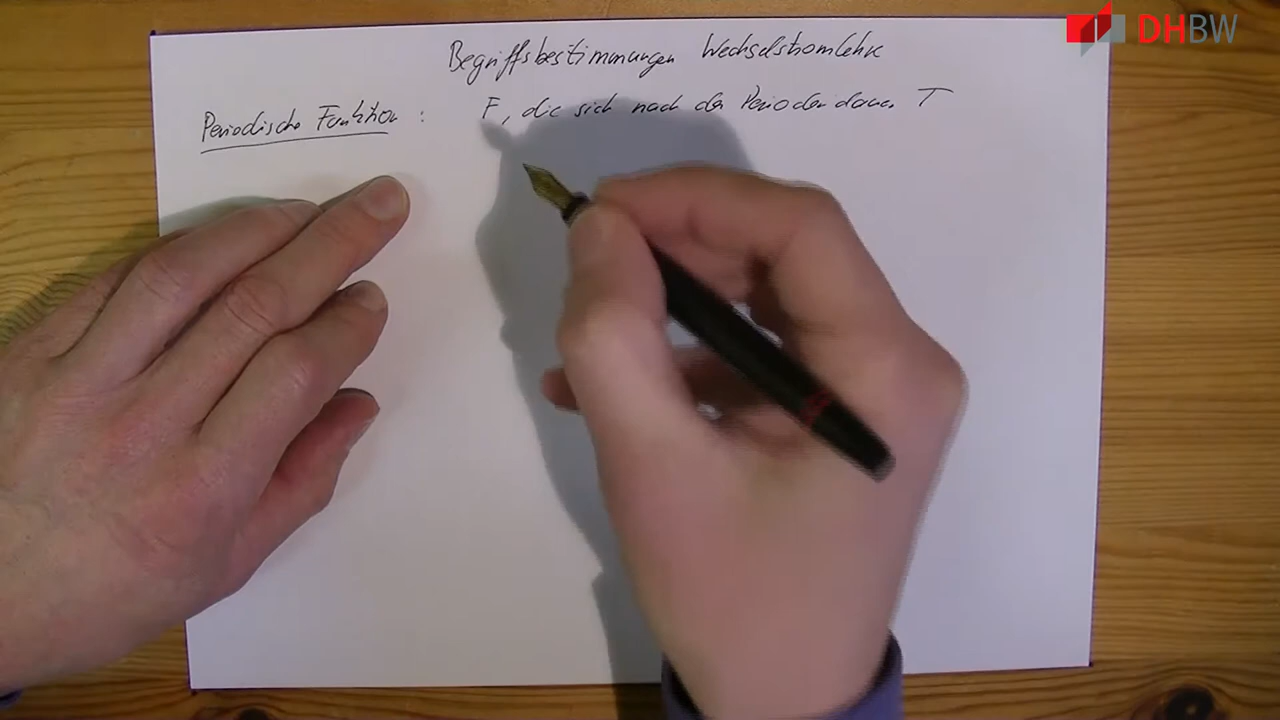 DHBW
Begriffsbestimmungen Wechselstromlehre
Periodische Funktion : F, die sich nach der Periodendauer T